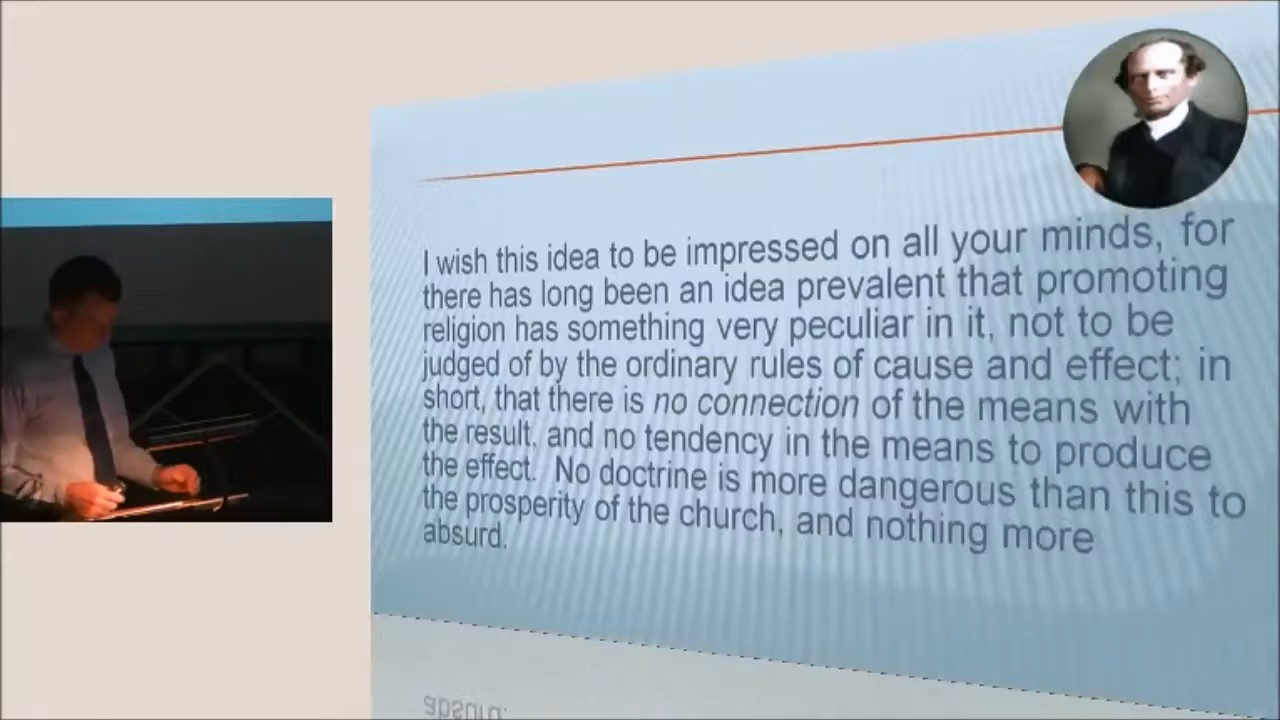 I wish this idea to be impressed on all your minds, for
there has long been an idea prevalent that promoting
religion has something very peculiar in it, not to be
judged of by the ordinary rules of cause and effect; in
short, that there is no connection of the means with
the result, and no tendency in the means to produce
the effect. No doctrine is more dangerous than this to
the prosperity of the church, and nothing more
absurd.
absurd.